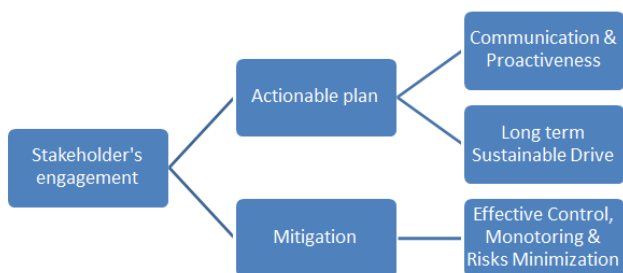 Communication &
Proactiveness
Actionable plan
Long term
Sustainable Drive
Stakeholder's
engagement
Mitigation
Effective Control,
Monotoring &
Risks Minimization